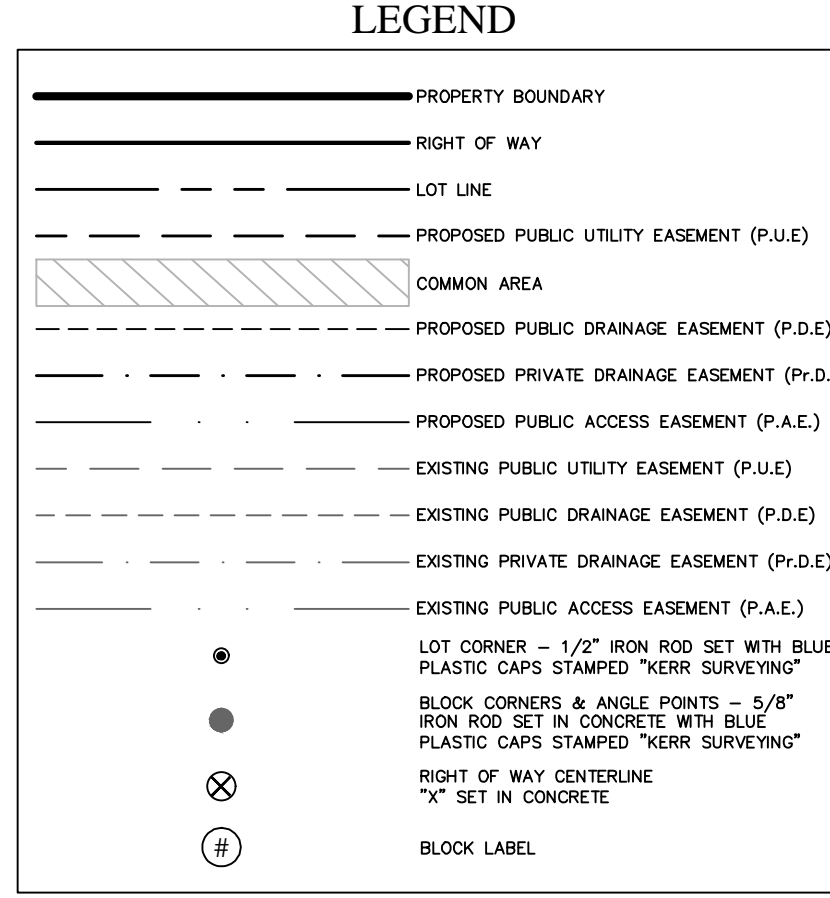 LEGEND
PROPERTY BOUNDARY
RIGHT OF WAY
LOT LINE
PROPOSED PUBLIC UTILITY EASEMENT (P.U.E)
COMMON AREA
PROPOSED PUBLIC DRAINAGE EASEMENT (P.D.E)
PROPOSED PRIVATE DRAINAGE EASEMENT (Pr.D.
PROPOSED PUBLIC ACCESS EASEMENT (P.A.E.)
EXISTING PUBLIC UTILITY EASEMENT (P.U.E)
EXISTING PUBLIC DRAINAGE EASEMENT (P.D.E)
EXISTING PRIVATE DRAINAGE EASEMENT (Pr.D.E)
EXISTING PUBLIC ACCESS EASEMENT (P.A.E.)
LOT CORNER – 1/2" IRON ROD SET WITH BLUE
PLASTIC CAPS STAMPED "KERR SURVEYING"
BLOCK CORNERS & ANGLE POINTS – 5/8"
IRON ROD SET IN CONCRETE WITH BLUE
PLASTIC CAPS STAMPED "KERR SURVEYING"
RIGHT OF WAY CENTERLINE
"X" SET IN CONCRETE
# BLOCK LABEL